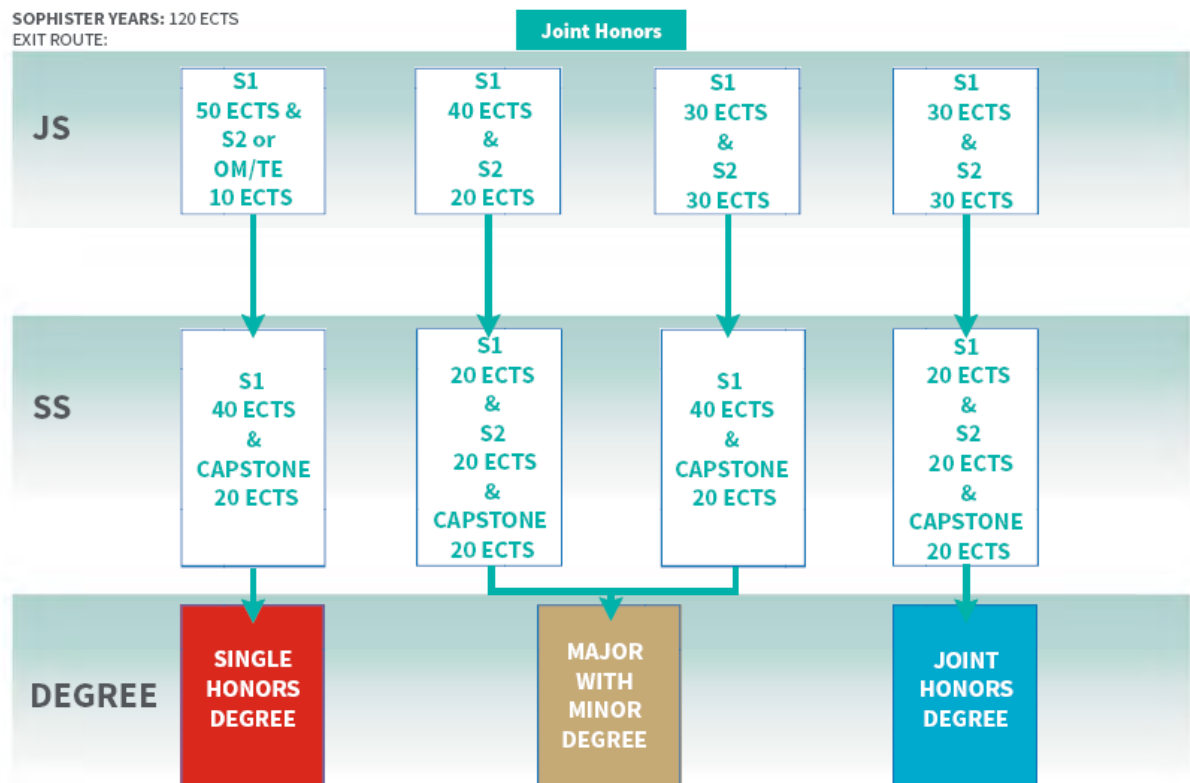 SOPHISTER YEARS: 120 ECTS
EXIT ROUTE:
Joint Honors
JS
S1
50 ECTS &
S2 or
OM/TE
10 ECTS
S1
40 ECTS
&
S2
20 ECTS
S1
30 ECTS
&
S2
30 ECTS
S1
30 ECTS
&
S2
30 ECTS
SS
S1
40 ECTS
&
CAPSTONE
20 ECTS
S1
20 ECTS
&
S2
20 ECTS
&
CAPSTONE
20 ECTS
S1
40 ECTS
&
CAPSTONE
20 ECTS
S1
20 ECTS
&
S2
20 ECTS
&
CAPSTONE
20 ECTS
DEGREE
SINGLE
HONORS
DEGREE
MAJOR
WITH
MINOR
DEGREE
JOINT
HONORS
DEGREE